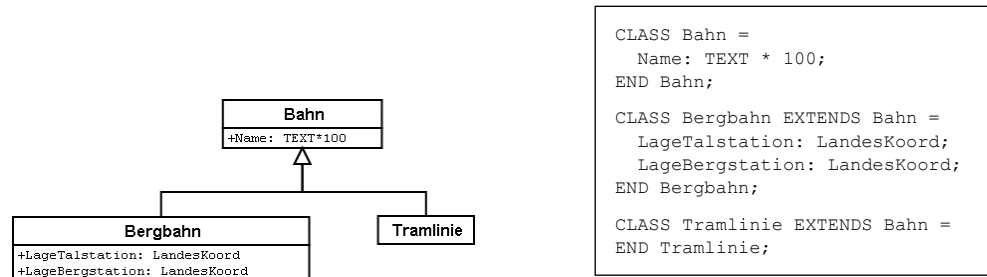 Bahn
+Name: TEXT*100
Bergbahn
+LageTalstation: LandesKoord
+LageBergstation: LandesKoord
Tramlinie
CLASS Bahn =
Name: TEXT * 100;
END Bahn;
CLASS Bergbahn EXTENDS Bahn =
LageTalstation: LandesKoord;
LageBergstation: LandesKoord;
END Bergbahn;
CLASS Tramlinie EXTENDS Bahn =
END Tramlinie;